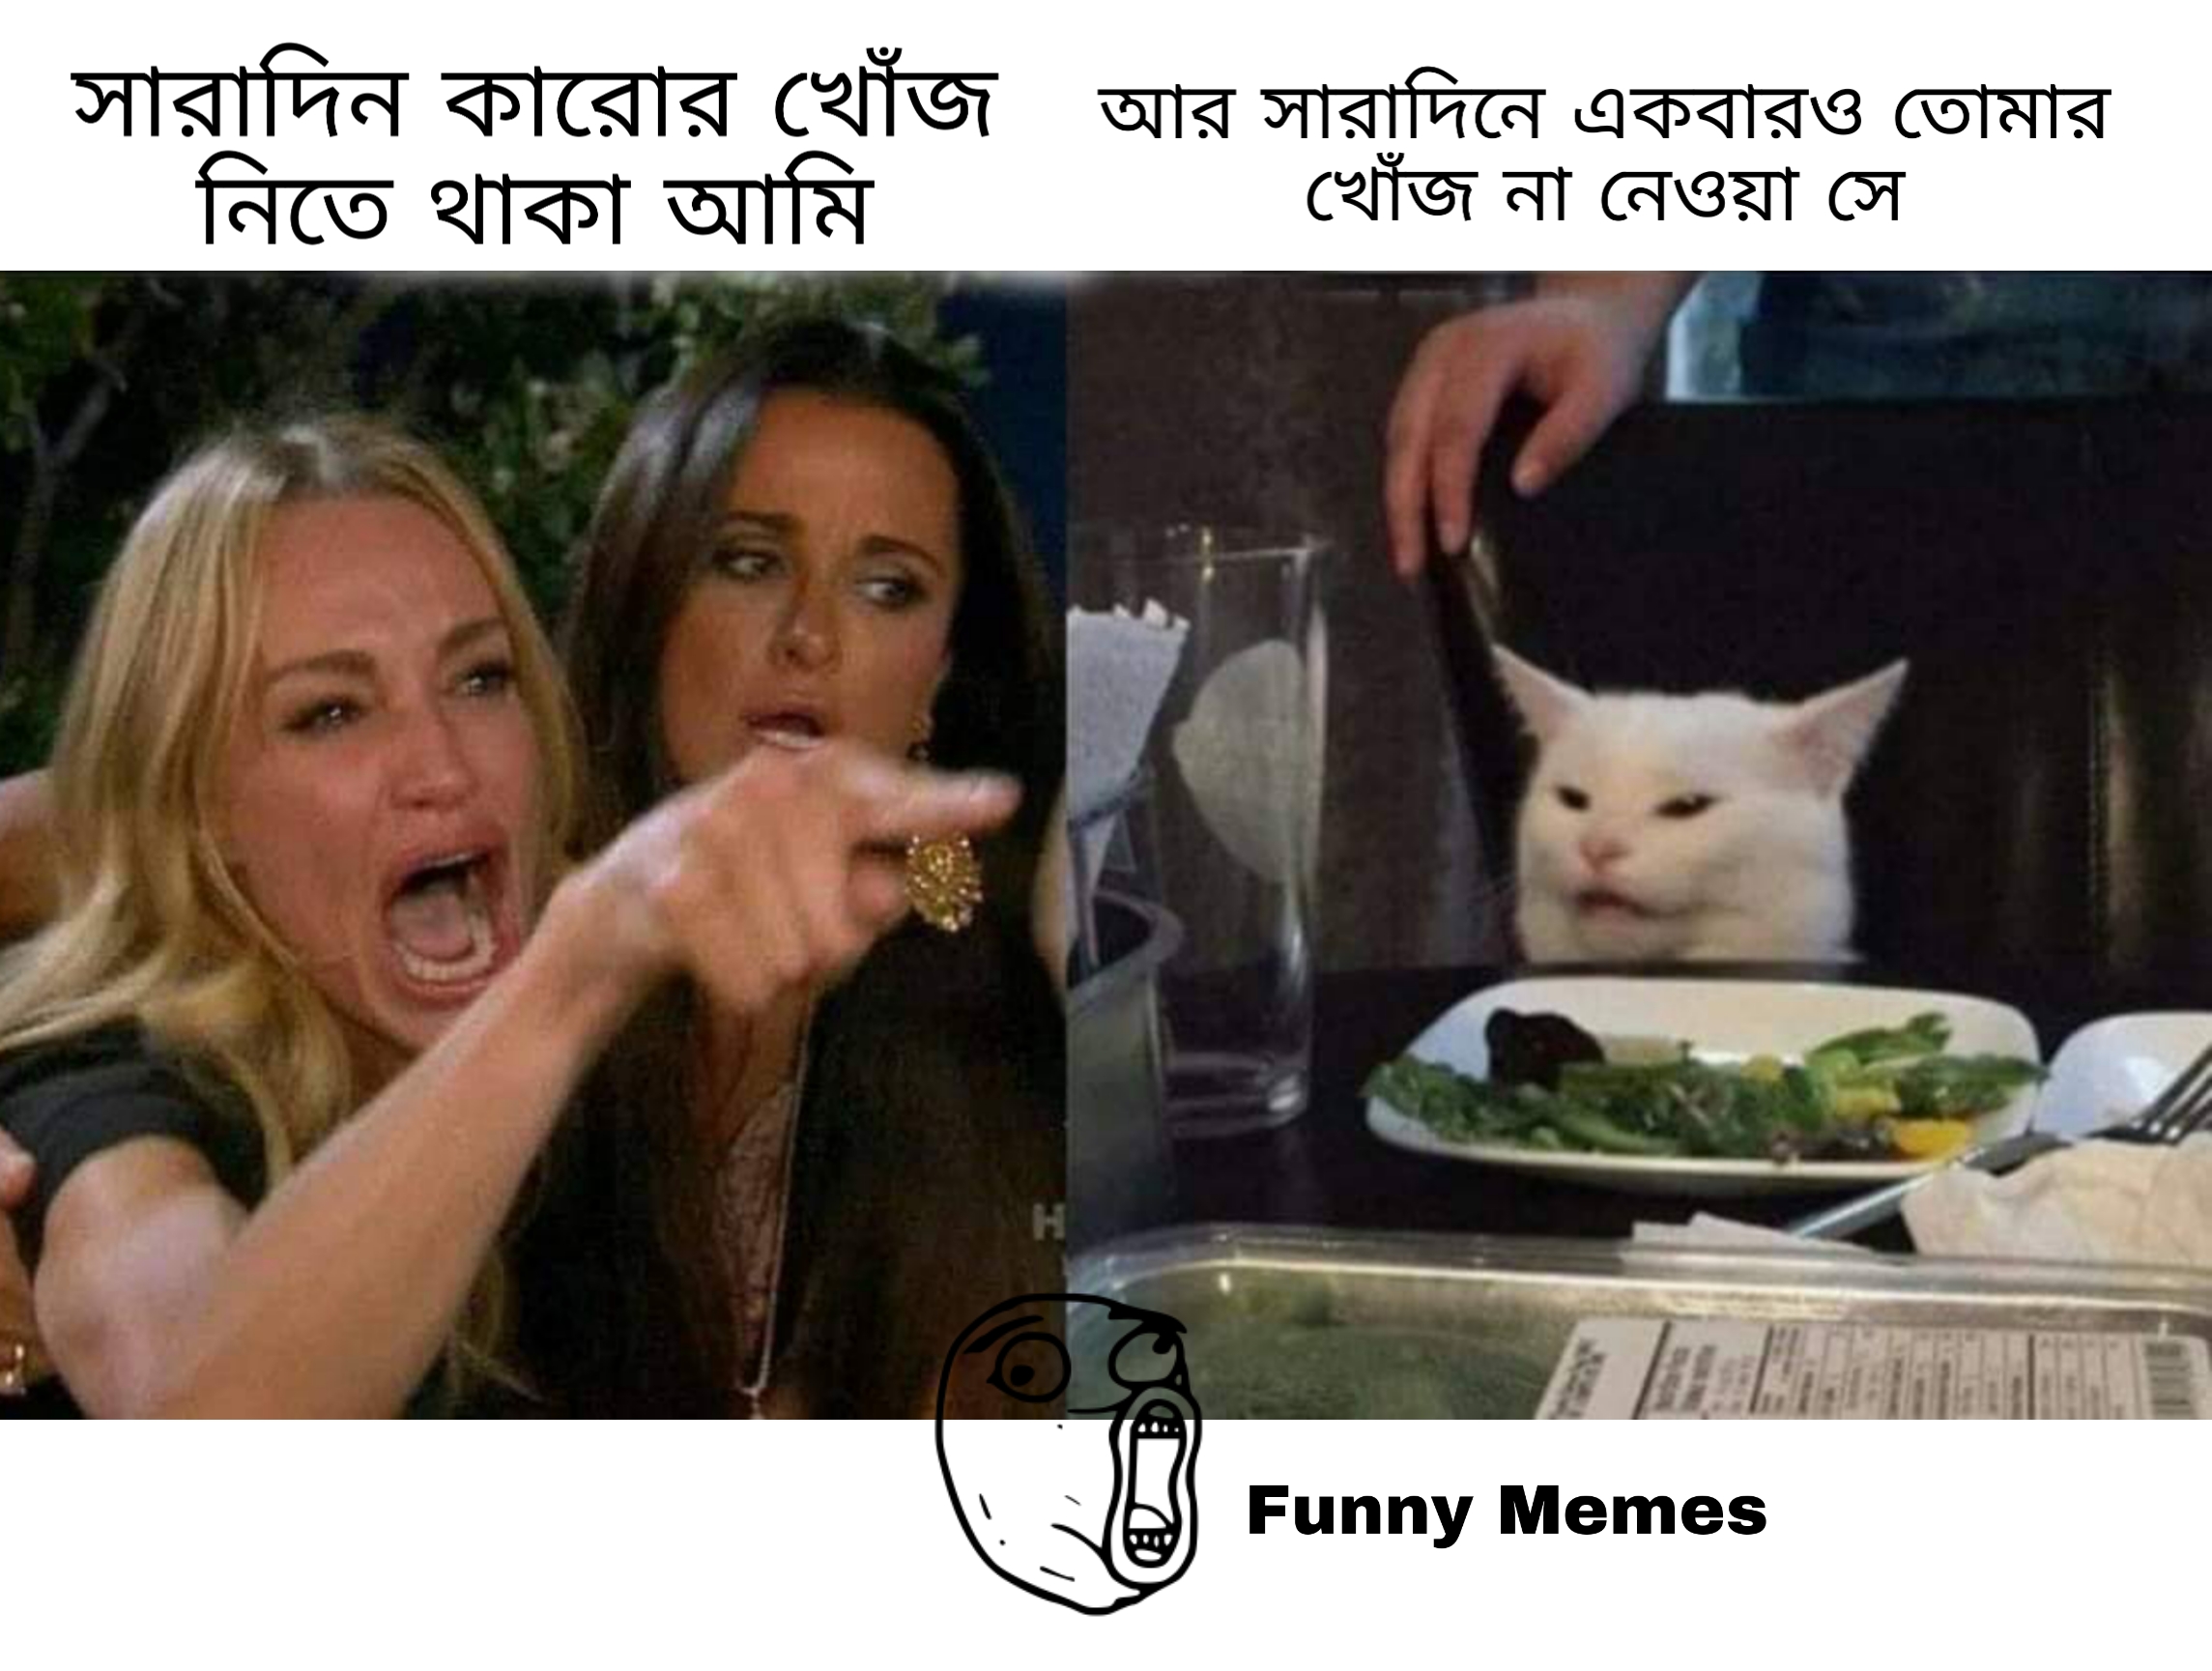 সারাদিন কারোর খোঁজ
নিতে থাকা আমি
আর সারাদিনে একবারও তোমার
খোঁজ না নেওয়া সে
H
Funny Memes